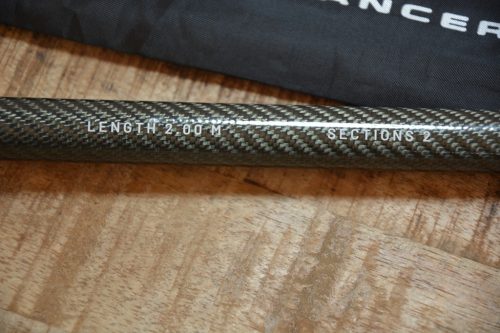 ANCER
LENGTH 2.00 M SECTIONS 2